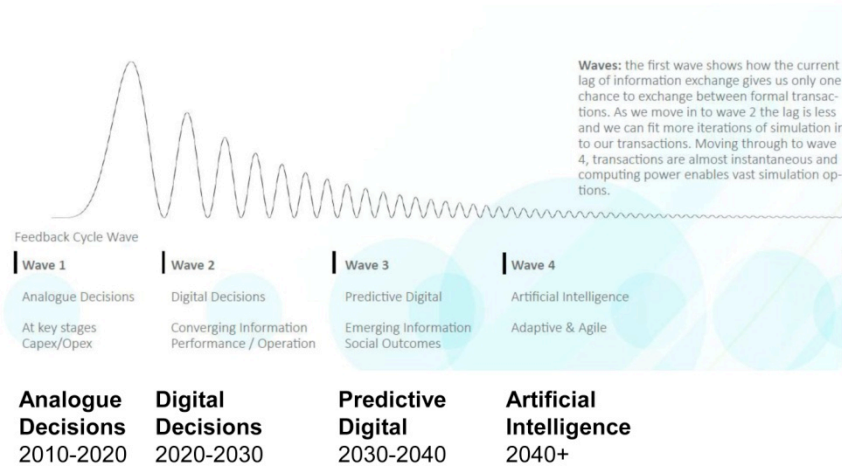 Waves: the first wave shows how the current
lag of information exchange gives us only one
chance to exchange between formal transac-
tions. As we move in to wave 2 the lag is less
and we can fit more iterations of simulation in
to our transactions. Moving through to wave
4, transactions are almost instantaneous and
computing power enables vast simulation op-
tions.
Feedback Cycle Wave
Wave 1
Analogue Decisions
At key stages
Capex/Opex
Wave 2
Digital Decisions
Converging Information
Performance / Operation
Wave 3
Predictive Digital
Emerging Information
Social Outcomes
Wave 4
Artificial Intelligence
Adaptive & Agile
Analogue
Decisions
2010-2020
Digital
Decisions
2020-2030
Predictive
Digital
2030-2040
Artificial
Intelligence
2040+